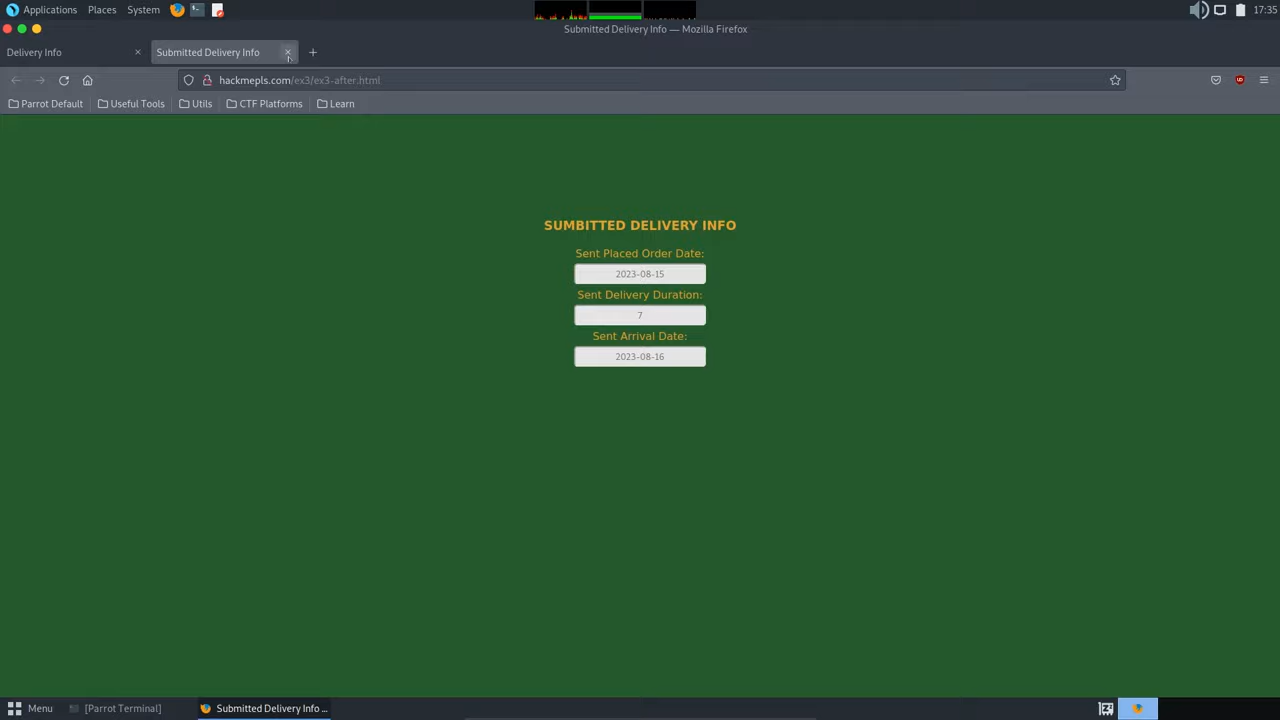 Applications Places System 17:35
Submitted Delivery Info — Mozilla Firefox
Delivery Info Submitted Delivery Info
hackmepls.com/ex3/ex3-after.html
Parrot Default Useful Tools Utils CTF Platforms Learn
SUMBITTED DELIVERY INFO
Sent Placed Order Date:
2023-08-15
Sent Delivery Duration:
7
Sent Arrival Date:
2023-08-16
Menu [Parrot Terminal] Submitted Delivery Info ...